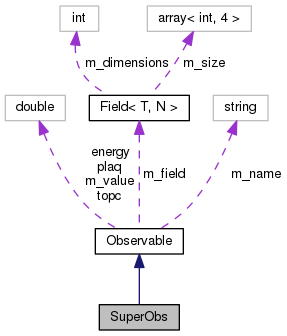 int
array< int, 4 >
m_dimensions
m_size
double
Field< T, N >
string
energy
plaq
m_value
topc
m_field
m_name
Observable
SuperObs